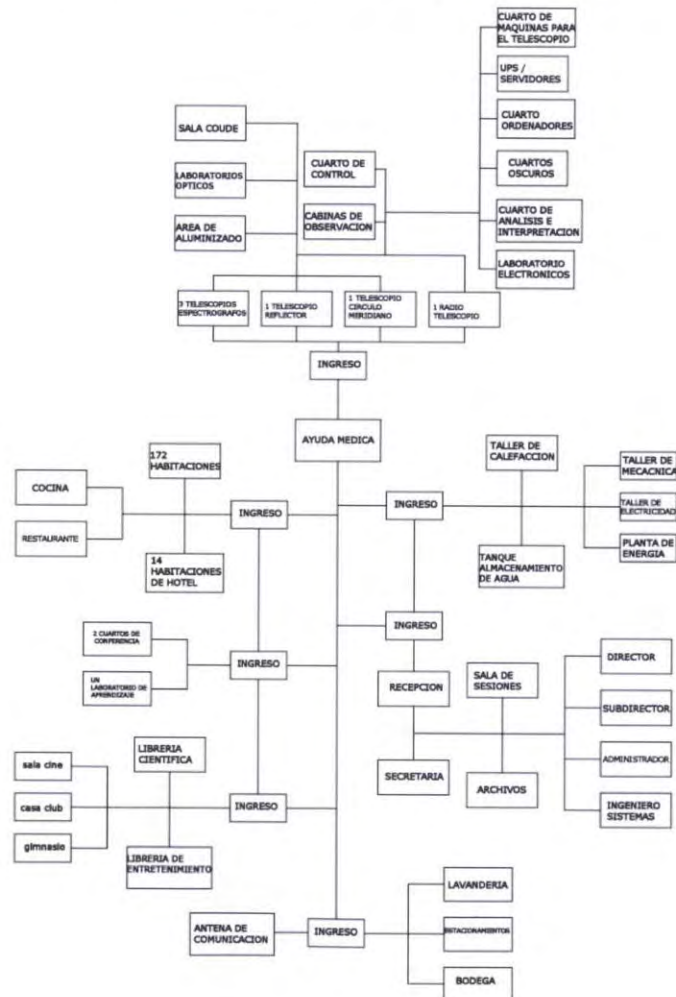 CUARTO DE
MAQUINAS PARA
EL TELESCOPIO
UPS /
SERVIDORES
CUARTO
ORDENADORES
CUARTOS
OSCUROS
CUARTO DE
ANALISIS E
INTERPRETACION
LABORATORIO
ELECTRONICOS
SALA COUDE
LABORATORIOS
OPTICOS
AREA DE
ALUMINIZADO
CUARTO DE
CONTROL
CABINAS DE
OBSERVACION
3 TELESCOPIOS
ESPECTROGRAFOS
1 TELESCOPIO
REFLECTOR
1 TELESCOPIO
CIRCULO
MERIDIANO
1 RADIO
TELESCOPIO
INGRESO
AYUDA MEDICA
172
HABITACIONES
COCINA
RESTAURANTE
14
HABITACIONES
DE HOTEL
INGRESO
INGRESO
TALLER DE
CALEFACCION
TANQUE
ALMACENAMIENTO
DE AGUA
TALLER DE
MECACNICA
TALLER DE
ELECTRICIDAD
PLANTA DE
ENERGIA
2 CUARTOS DE
CONFERENCIA
UN
LABORATORIO DE
APRENDIZAJE
INGRESO
INGRESO
RECEPCION
SALA DE
SESIONES
SECRETARIA
ARCHIVOS
DIRECTOR
SUBDIRECTOR
ADMINISTRADOR
INGENIERO
SISTEMAS
sala cine
casa club
gimnasio
LIBRERIA
CIENTIFICA
LIBRERIA DE
ENTRETENIMIENTO
INGRESO
ANTENA DE
COMUNICACION
INGRESO
LAVANDERIA
ESTACIONAMIENTOS
BODEGA